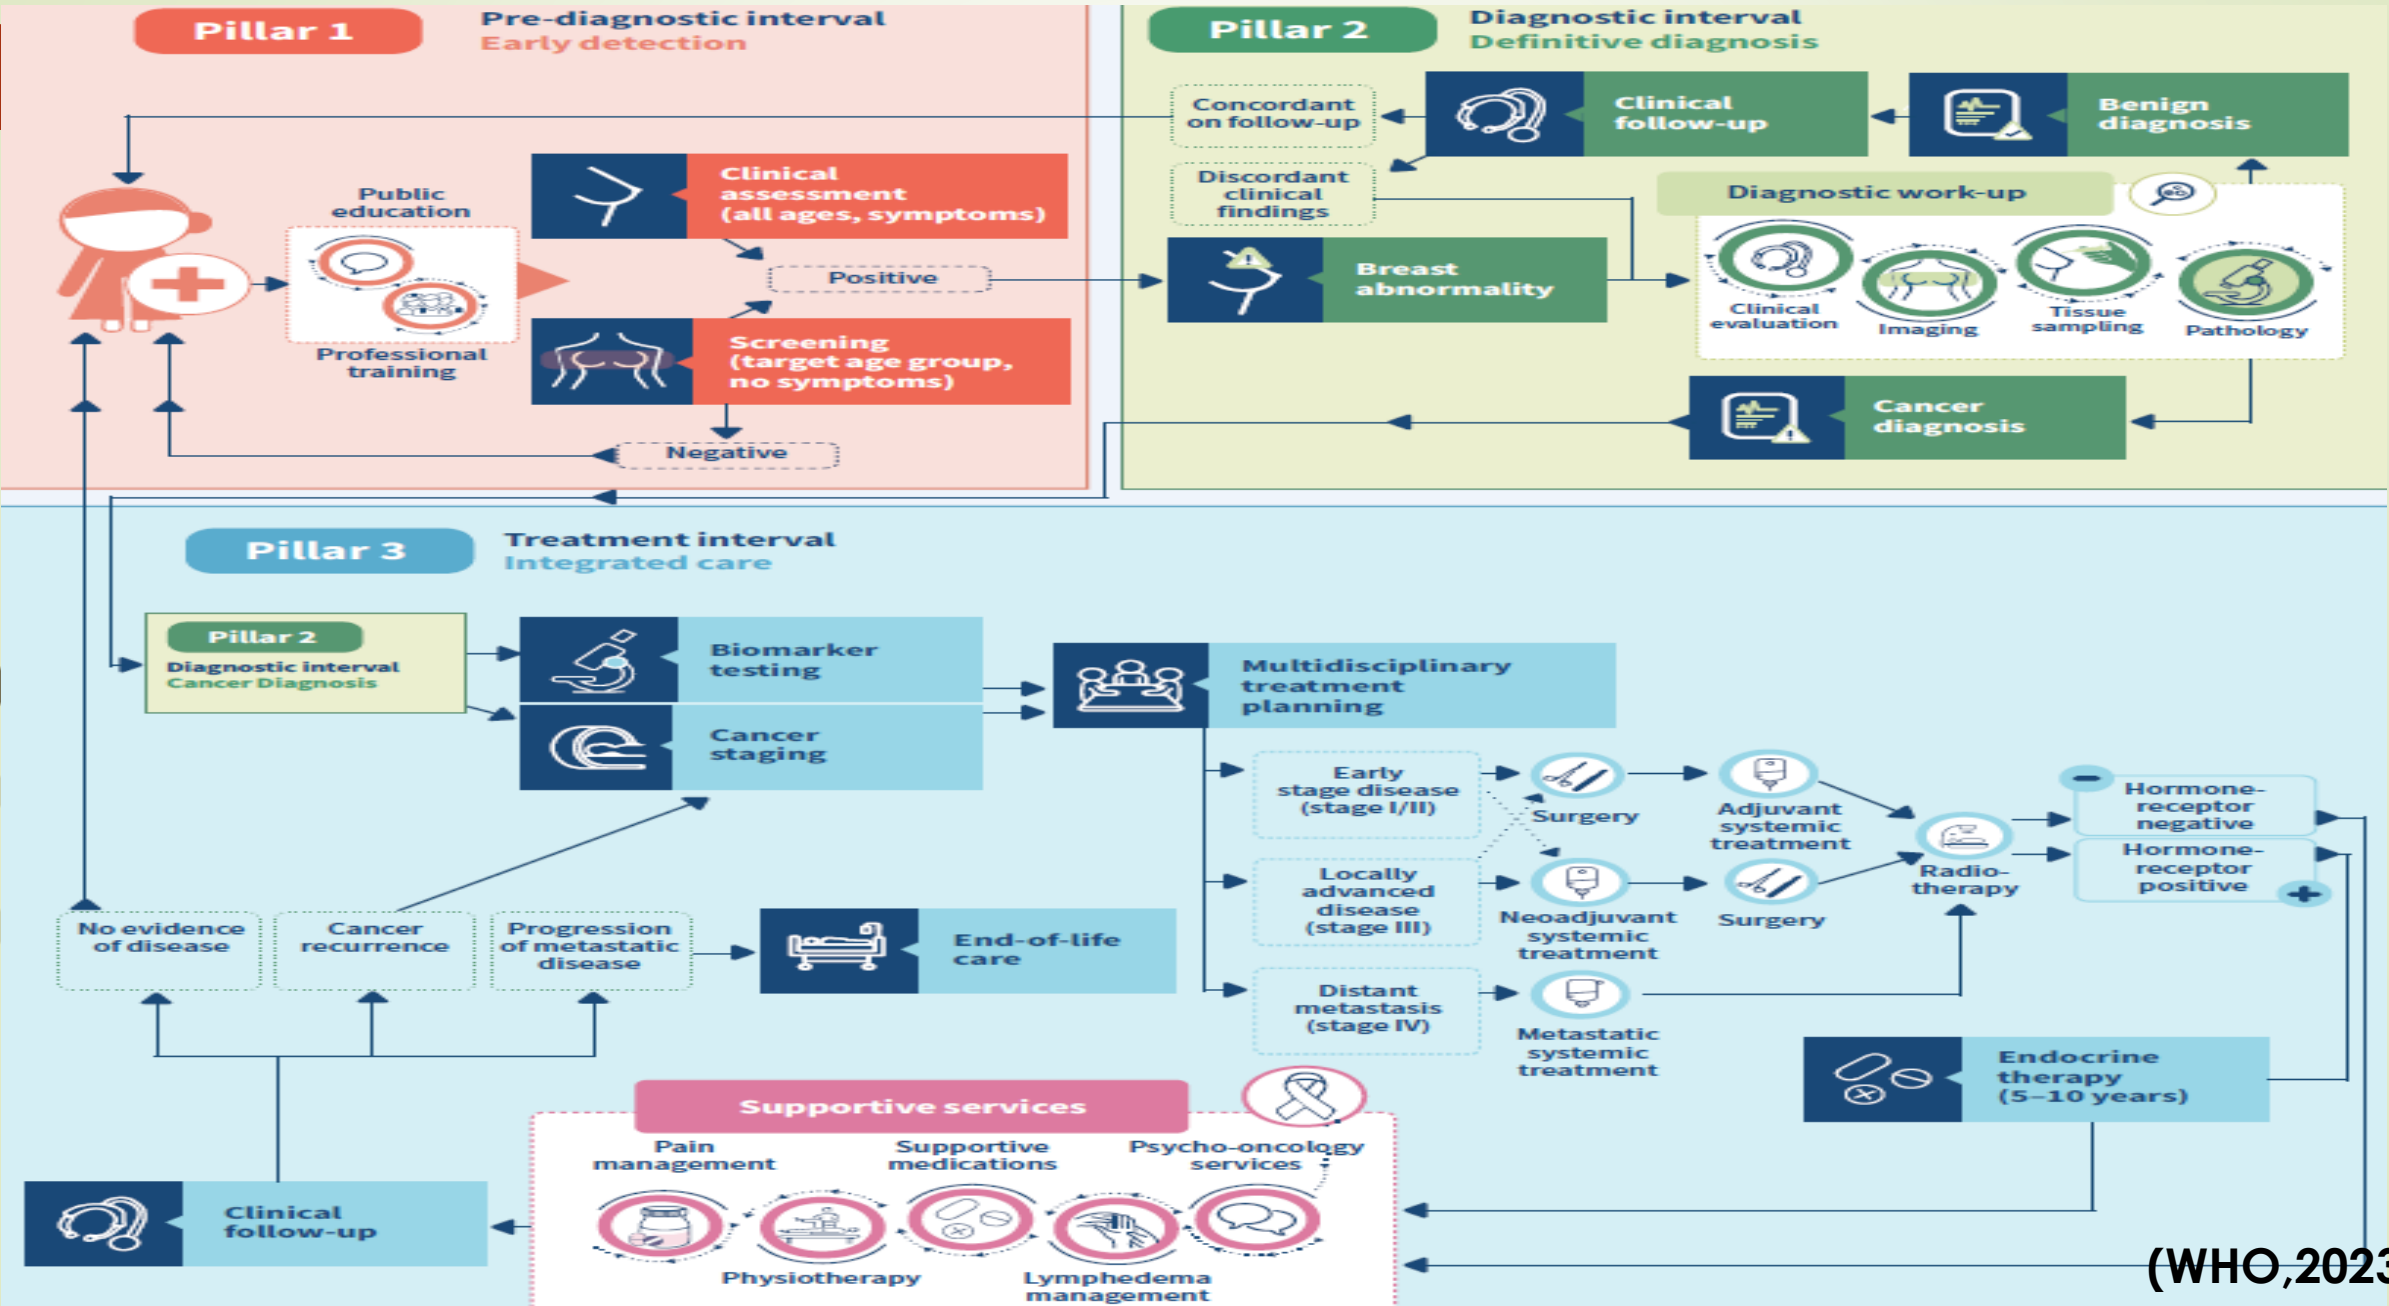 Pillar 1
Pre-diagnostic interval
Early detection
Public
education
Professional
training
Clinical
assessment
(all ages, symptoms)
Positive
Screening
(target age group,
no symptoms)
Negative
Pillar 2
Diagnostic interval
Definitive diagnosis
Concordant
on follow-up
Clinical
follow-up
Benign
diagnosis
Discordant
clinical
findings
Diagnostic work-up
Breast
abnormality
Clinical
evaluation
Imaging
Tissue
sampling
Pathology
Cancer
diagnosis
Pillar 3
Treatment interval
Integrated care
Pillar 2
Diagnostic interval
Cancer Diagnosis
Biomarker
testing
Cancer
staging
Multidisciplinary
treatment
planning
Early
stage disease
(stage I/II)
Surgery
Adjuvant
systemic
treatment
Locally
advanced
disease
(stage III)
Neoadjuvant
systemic
treatment
Surgery
Radio-
therapy
Hormone-
receptor
negative
Hormone-
receptor
positive
Distant
metastasis
(stage IV)
Metastatic
systemic
treatment
Endocrine
therapy
(5–10 years)
No evidence
of disease
Cancer
recurrence
Progression
of metastatic
disease
End-of-life
care
Supportive services
Pain
management
Supportive
medications
Psycho-oncology
services
Physiotherapy
Lymphedema
management
Clinical
follow-up
(WHO,2023